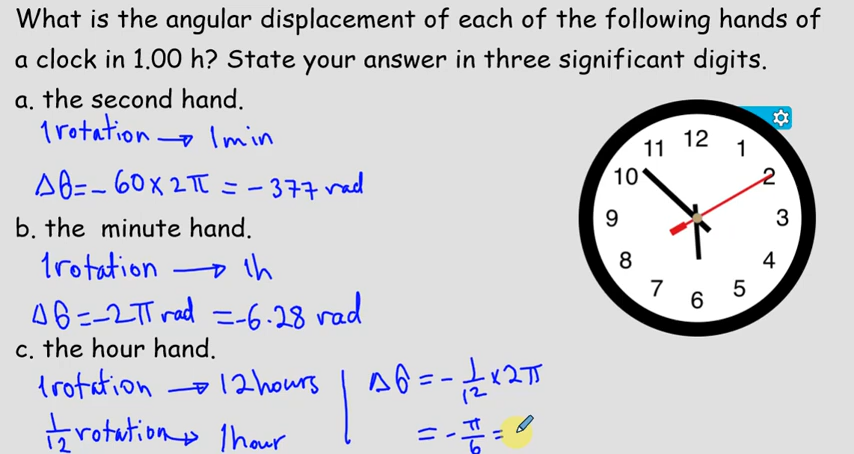 What is the angular displacement of each of the following hands of
a clock in 1.00 h? State your answer in three significant digits.
a. the second hand.
1 rotation → 1 min
Δθ = - 60 × 2π = - 377 rad
b. the minute hand.
1 rotation → 1h
Δθ = -2π rad = -6.28 rad
c. the hour hand.
1 rotation → 12 hours
1/12 rotation → 1 hour
Δθ = - 1/12 × 2π
= - π/6 =
12
1
2
3
4
5
6
7
8
9
10
11